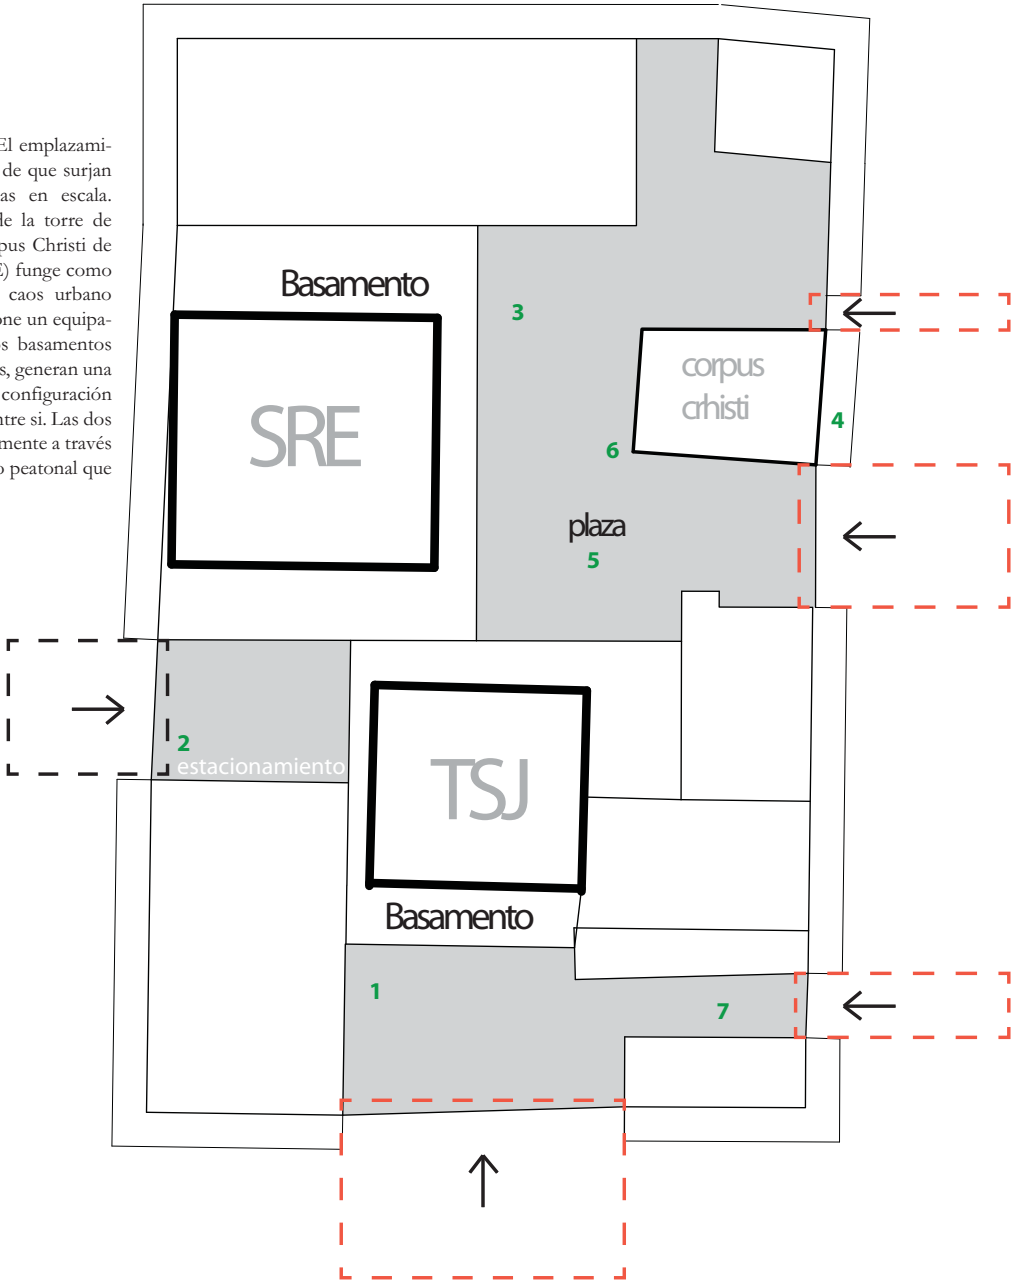 El emplazami-
de que surjan
as en escala.
de la torre de
pus Christi de
E) funge como
caos urbano
one un equipa-
os basamentos
s, generan una
configuración
ntre si. Las dos
mente a través
o peatonal que
Basamento
3
SRE
corpus
crhisti
4
6
plaza
5
2
estacionamiento
TSJ
Basamento
1
7